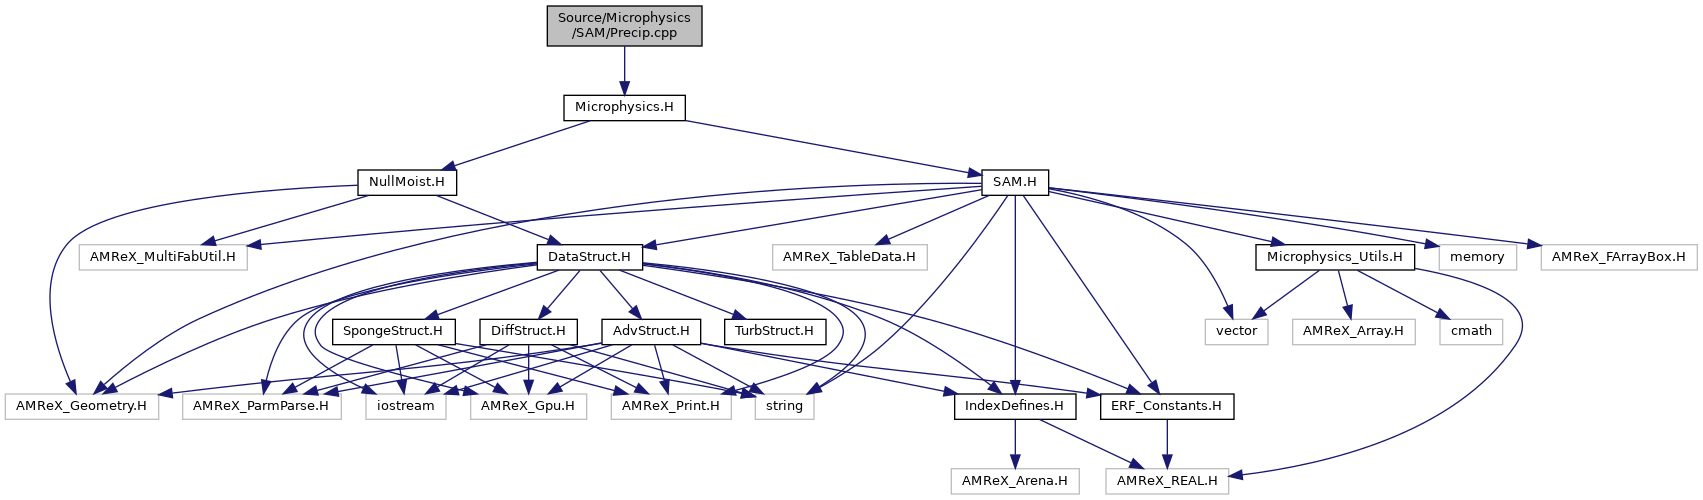 Source/Microphysics
/SAM/Precip.cpp
Microphysics.H
NullMoist.H
SAM.H
AMReX_MultiFabUtil.H
DataStruct.H
AMReX_TableData.H
Microphysics_Utils.H
memory
AMReX_FArrayBox.H
SpongeStruct.H
DiffStruct.H
AdvStruct.H
TurbStruct.H
vector
AMReX_Array.H
cmath
AMReX_Geometry.H
AMReX_ParmParse.H
iostream
AMReX_Gpu.H
AMReX_Print.H
string
IndexDefines.H
ERF_Constants.H
AMReX_Arena.H
AMReX_REAL.H